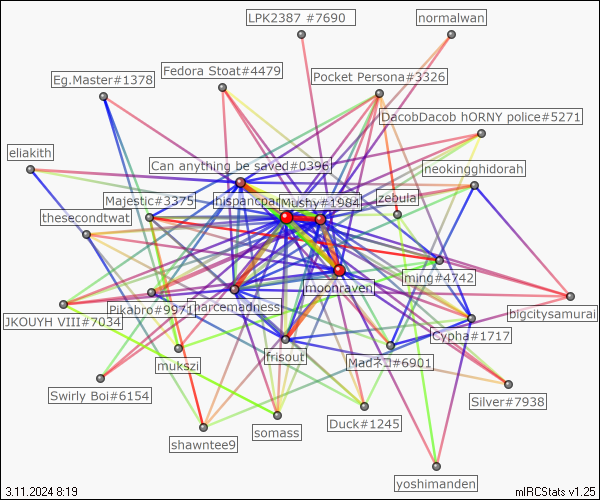 LPK2387 #7690
normalwan
Fedora Stoat#4479
Pocket Persona#3326
Eg.Master#1378
DacobDacob hORNY police#5271
eliakith
Can anything be saved#0396
neokingghidorah
Majestic#3375
hispancpar
Mushy#1984
zebula
thesecondtwat
ming#4742
moonraven
JKOUYH VIII#7034
Pikabro#9971
harcemadness
bigcitysamurai
Cypha#1717
frisout
mukszi
Madネコ#6901
Swirly Boi#6154
Silver#7938
Duck#1245
somass
shawntee9
yoshimanden
3.11.2024 8:19
mIRCStats v1.25